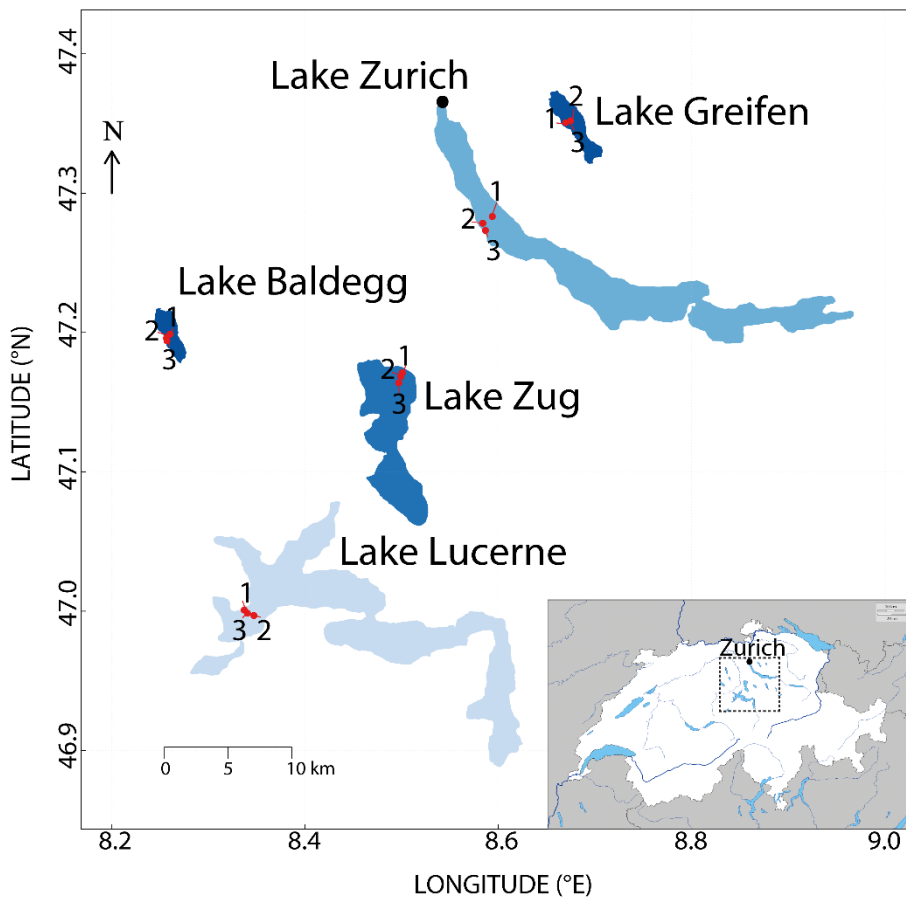 47.4
47.3
47.2
47.1
47.0
46.9
LATITUDE (°N)
N
Lake Zurich
2
1
Lake Greifen
3
1
2
3
Lake Baldegg
1
2
3
1
2
Lake Zug
3
Lake Lucerne
1
3 2
0 5 10 km
Zurich
8.2 8.4 8.6 8.8 9.0
LONGITUDE (°E)